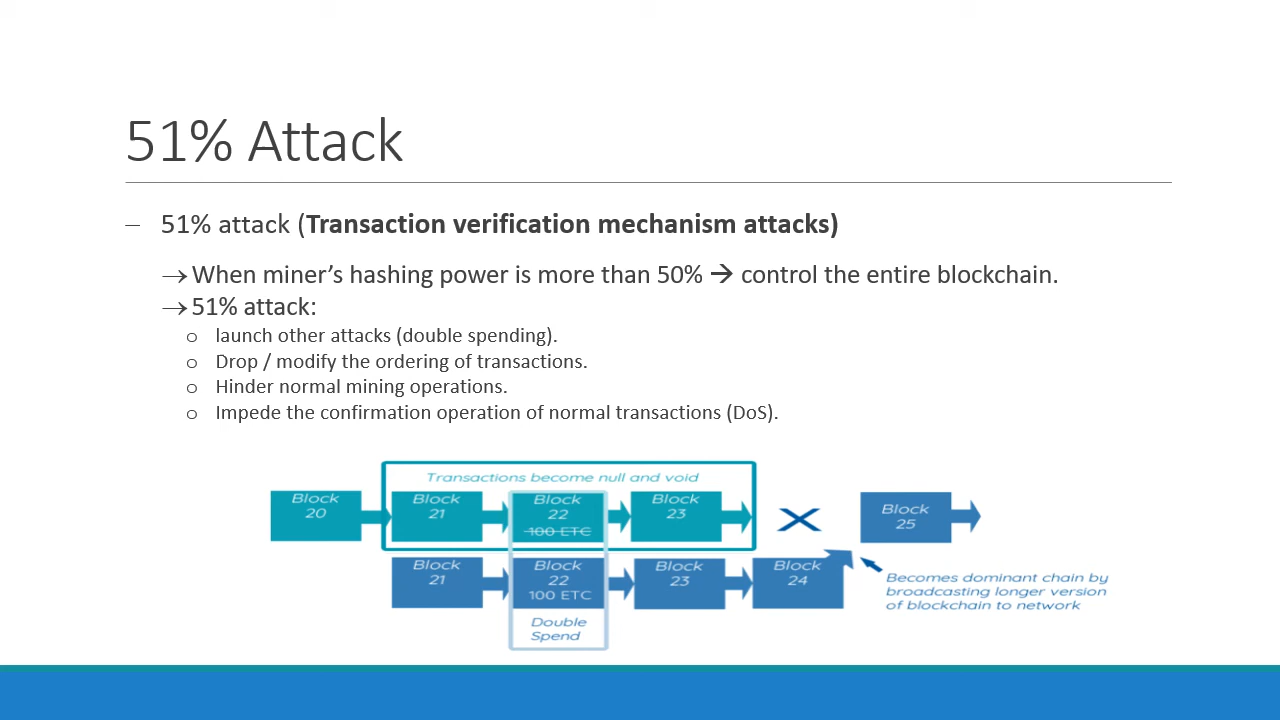 51% Attack
– 51% attack (Transaction verification mechanism attacks)
→When miner’s hashing power is more than 50% → control the entire blockchain.
→51% attack:
o launch other attacks (double spending).
o Drop / modify the ordering of transactions.
o Hinder normal mining operations.
o Impede the confirmation operation of normal transactions (DoS).
Transactions become null and void
Block
20
Block
21
Block
22
100 ETC
Block
23
Block
25
Block
21
Block
22
100 ETC
Block
23
Block
24
Double
Spend
Becomes dominant chain by
broadcasting longer version
of blockchain to network